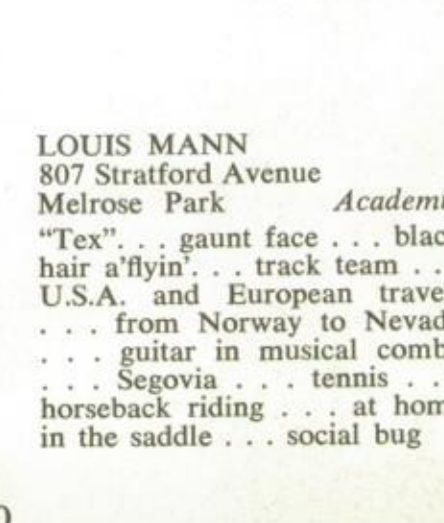 LOUIS MANN
807 Stratford Avenue
Melrose Park Academi
"Tex". . . gaunt face . . . blac
hair a'flyin'. . . track team . .
U.S.A. and European trave
. . . from Norway to Nevad
. . . guitar in musical comb
. . . Segovia . . . tennis . .
horseback riding . . . at hom
in the saddle . . . social bug